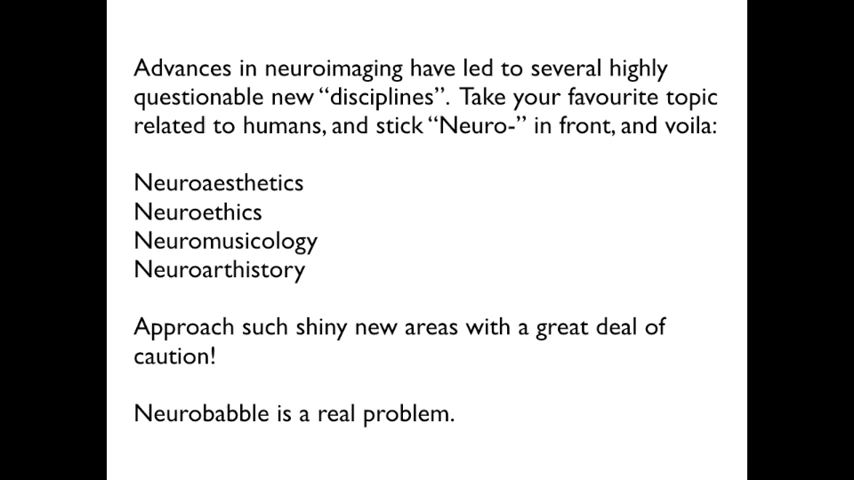 Advances in neuroimaging have led to several highly
questionable new “disciplines”. Take your favourite topic
related to humans, and stick “Neuro-” in front, and voila:
Neuroaesthetics
Neuroethics
Neuromusicology
Neuroarthistory
Approach such shiny new areas with a great deal of
caution!
Neurobabble is a real problem.